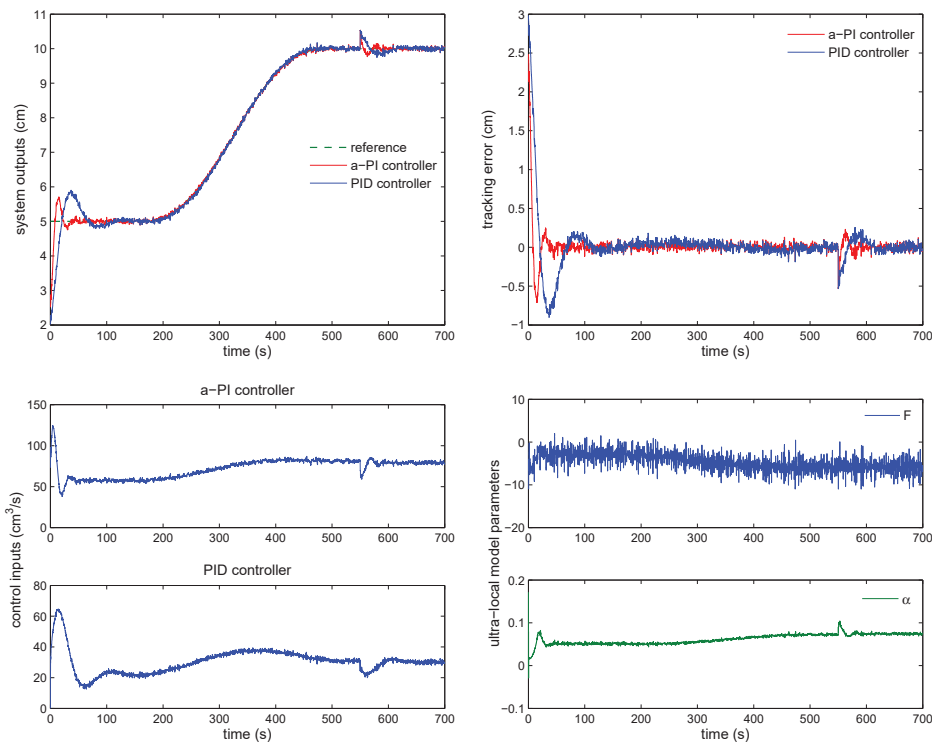 system outputs (cm)
11
10
9
8
7
6
5
4
3
2
0 100 200 300 400 500 600 700
time (s)
reference
a−PI controller
PID controller
tracking error (cm)
3
2.5
2
1.5
1
0.5
0
−0.5
−1
0 100 200 300 400 500 600 700
time (s)
a−PI controller
PID controller
control inputs (cm³/s)
a−PI controller
150
100
50
0
0 100 200 300 400 500 600 700
PID controller
80
60
40
20
0
0 100 200 300 400 500 600 700
time (s)
ultra−local model parameters
10
0
−10
−20
0 100 200 300 400 500 600 700
F
0.2
0.1
0
−0.1
0 100 200 300 400 500 600 700
time (s)
α